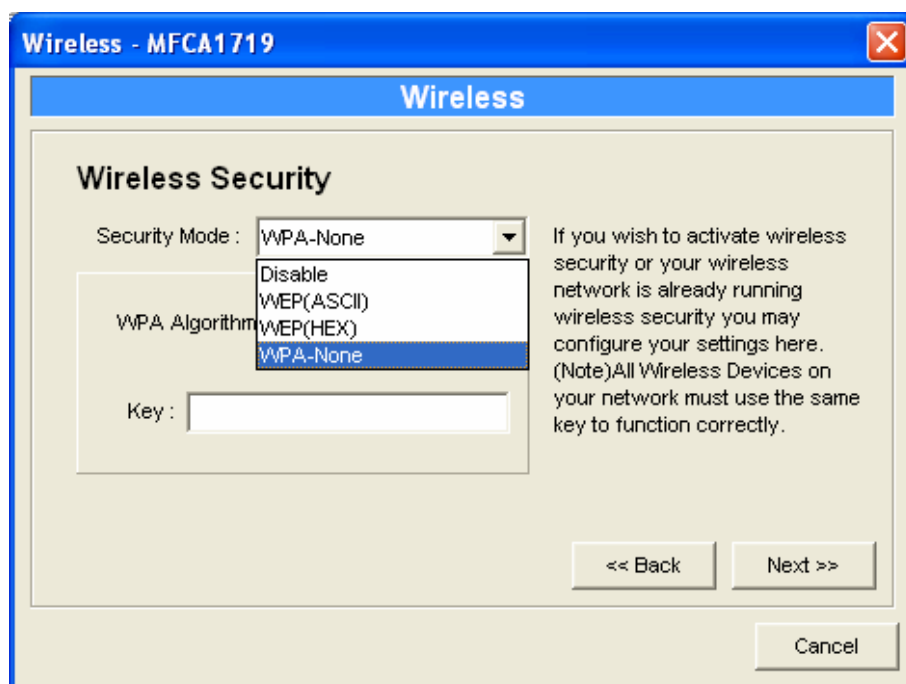 Wireless - MFCA1719
Wireless
Wireless Security
Security Mode : WPA-None
Disable
WEP(ASCII)
WEP(HEX)
WPA-None
WPA Algorithm
Key :
If you wish to activate wireless
security or your wireless
network is already running
wireless security you may
configure your settings here.
(Note)All Wireless Devices on
your network must use the same
key to function correctly.
<< Back
Next >>
Cancel